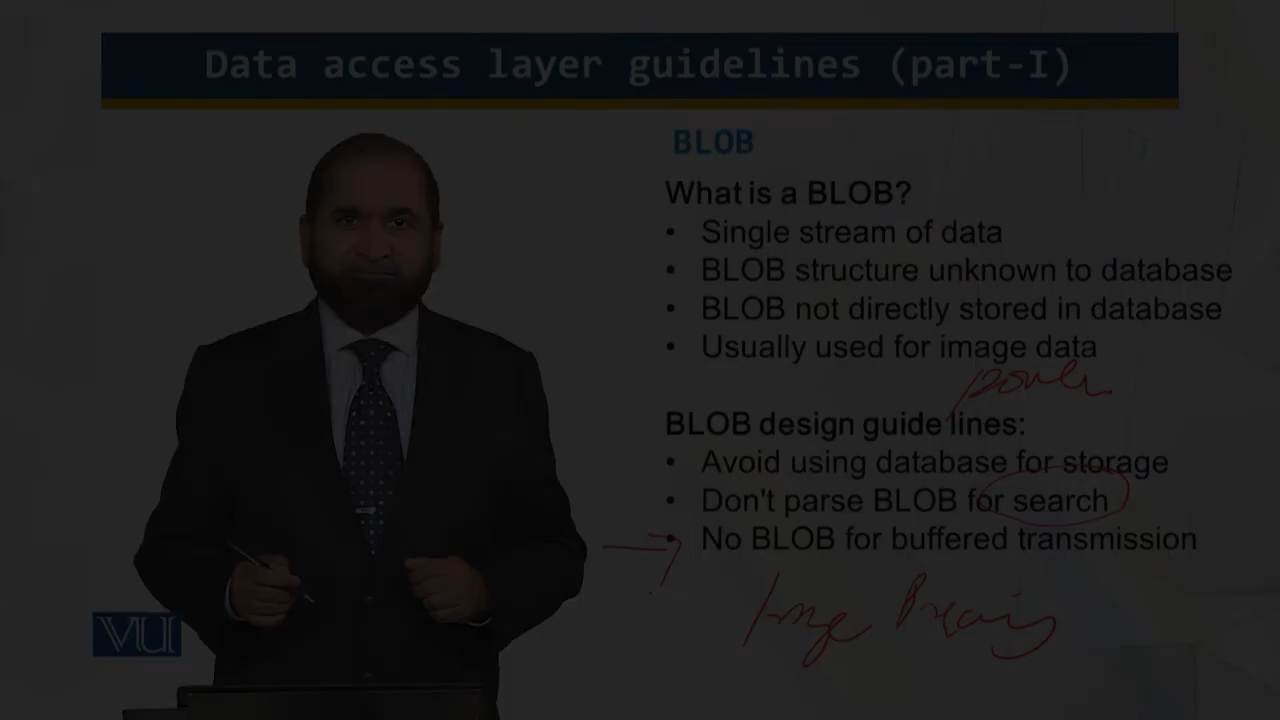 Data access layer guidelines (part-I)
BLOB
What is a BLOB?
• Single stream of data
• BLOB structure unknown to database
• BLOB not directly stored in database
• Usually used for image data
BLOB design guide lines:
• Avoid using database for storage
• Don't parse BLOB for search
• No BLOB for buffered transmission
VU